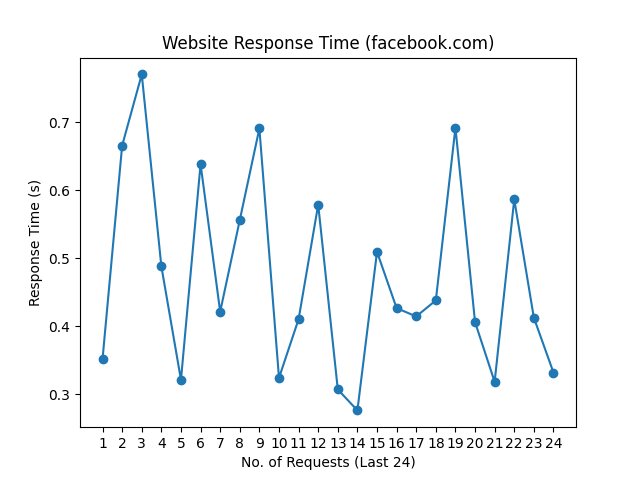 Website Response Time (facebook.com)
0.7
0.6
0.5
0.4
0.3
Response Time (s)
1 2 3 4 5 6 7 8 9 10 11 12 13 14 15 16 17 18 19 20 21 22 23 24
No. of Requests (Last 24)